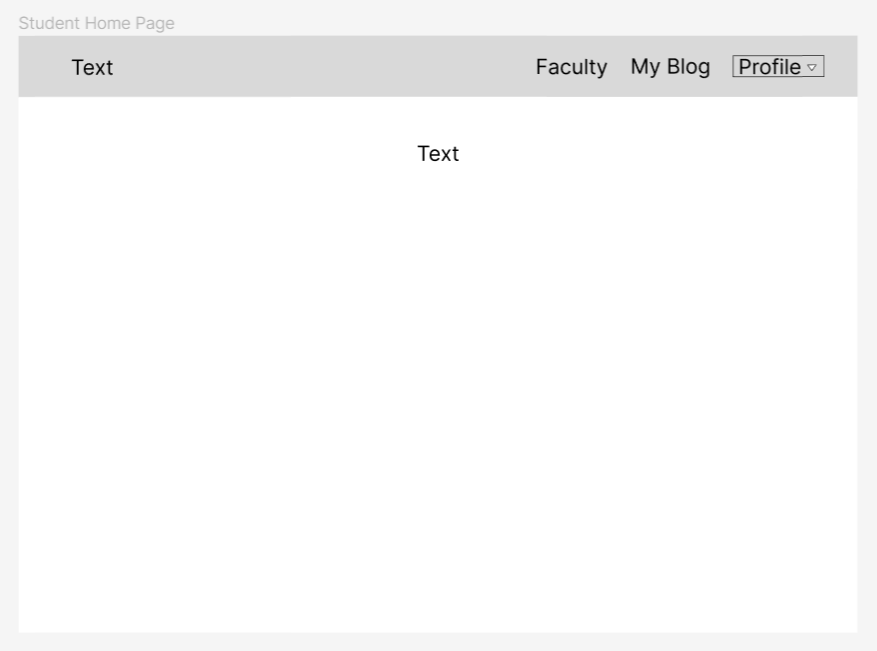 Student Home Page
Text Faculty My Blog Profile
Text